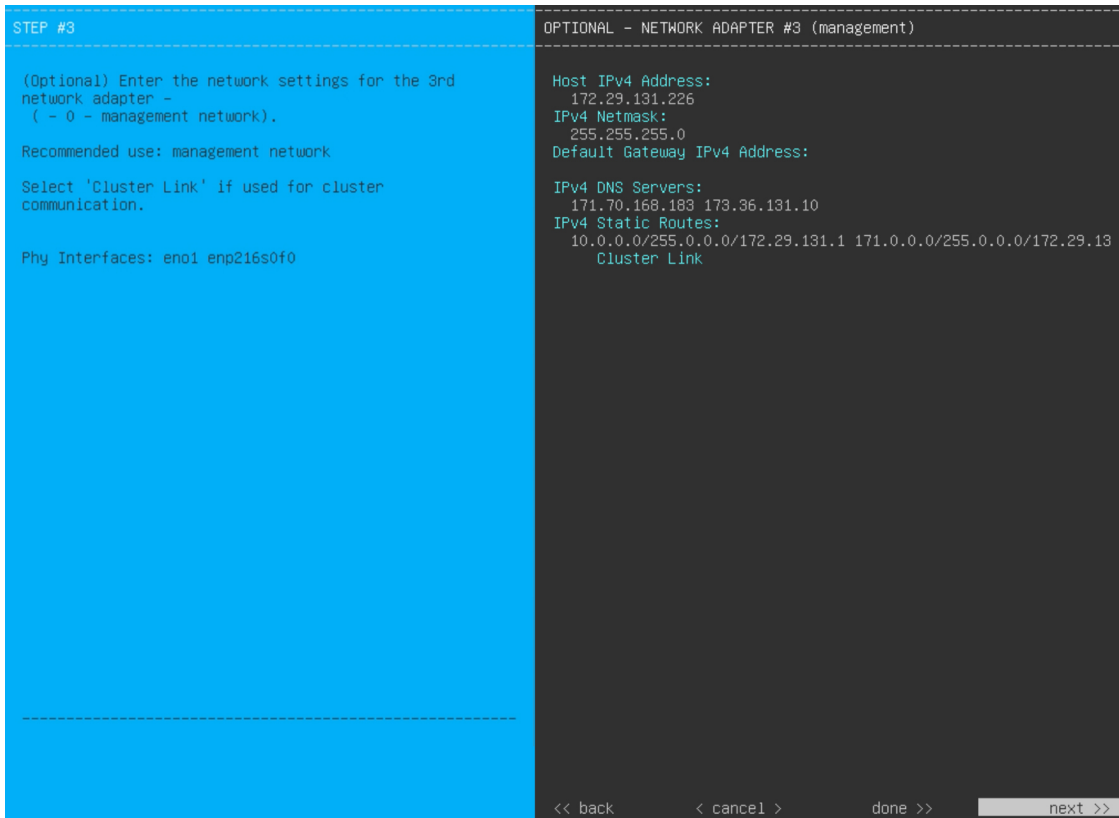 STEP #3
(Optional) Enter the network settings for the 3rd
network adapter -
( - 0 - management network).
Recommended use: management network
Select 'Cluster Link' if used for cluster
communication.
Phy Interfaces: eno1 enp216s0f0
OPTIONAL - NETWORK ADAPTER #3 (management)
Host IPv4 Address:
172.29.131.226
IPv4 Netmask:
255.255.255.0
Default Gateway IPv4 Address:
IPv4 DNS Servers:
171.70.168.183 173.36.131.10
IPv4 Static Routes:
10.0.0.0/255.0.0.0/172.29.131.1 171.0.0.0/255.0.0.0/172.29.13
Cluster Link
<< back < cancel > done >> next >>